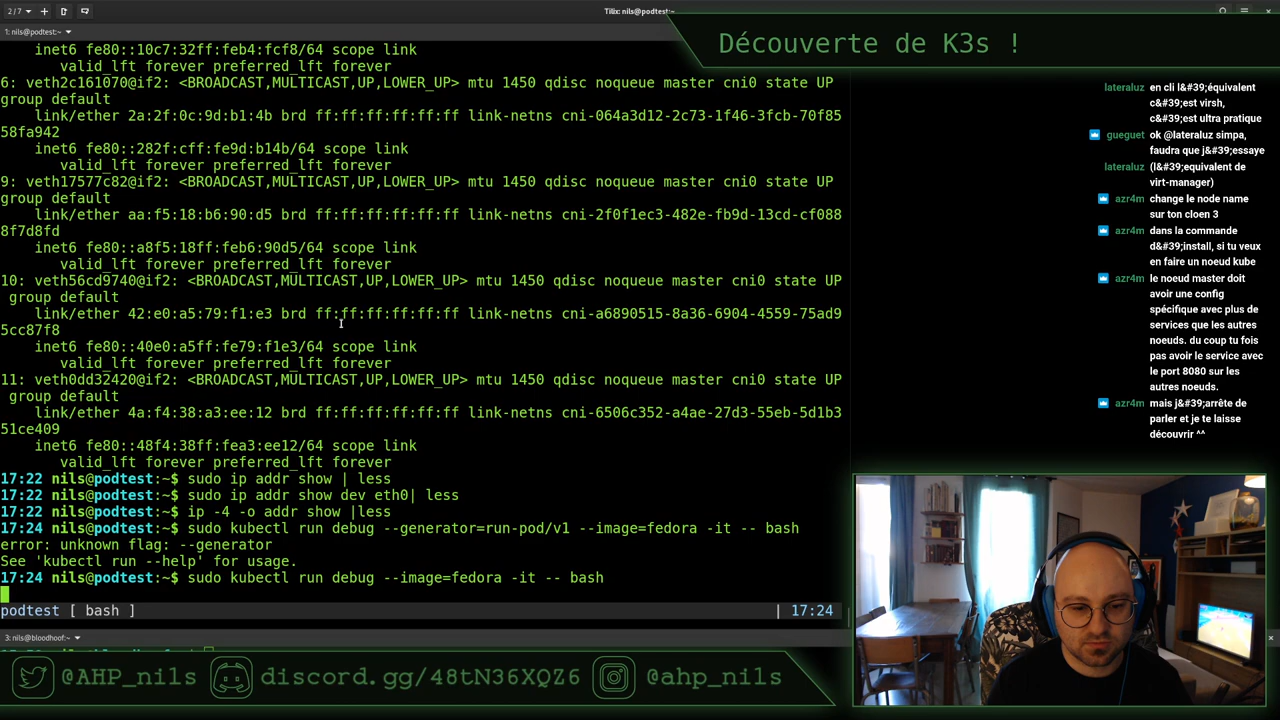 2/7
Tilix: nils@podtest:~
1: nils@podtest:~
Découverte de K3s !
inet6 fe80::10c7:32ff:feb4:fcf8/64 scope link
valid_lft forever preferred_lft forever
6: veth2c161070@if2: <BROADCAST,MULTICAST,UP,LOWER_UP> mtu 1450 qdisc noqueue master cni0 state UP
group default
link/ether 2a:2f:0c:9d:b1:4b brd ff:ff:ff:ff:ff:ff link-netns cni-064a3d12-2c73-1f46-3fcb-70f85
58fa942
inet6 fe80::282f:cff:fe9d:b14b/64 scope link
valid_lft forever preferred_lft forever
9: veth17577c82@if2: <BROADCAST,MULTICAST,UP,LOWER_UP> mtu 1450 qdisc noqueue master cni0 state UP
group default
link/ether aa:f5:18:b6:90:d5 brd ff:ff:ff:ff:ff:ff link-netns cni-2f0f1ec3-482e-fb9d-13cd-cf088
8f7d8fd
inet6 fe80::a8f5:18ff:feb6:90d5/64 scope link
valid_lft forever preferred_lft forever
10: veth56cd9740@if2: <BROADCAST,MULTICAST,UP,LOWER_UP> mtu 1450 qdisc noqueue master cni0 state UP
group default
link/ether 42:e0:a5:79:f1:e3 brd ff:ff:ff:ff:ff:ff link-netns cni-a6890515-8a36-6904-4559-75ad9
5cc87f8
inet6 fe80::40e0:a5ff:fe79:f1e3/64 scope link
valid_lft forever preferred_lft forever
11: veth0dd32420@if2: <BROADCAST,MULTICAST,UP,LOWER_UP> mtu 1450 qdisc noqueue master cni0 state UP
group default
link/ether 4a:f4:38:a3:ee:12 brd ff:ff:ff:ff:ff:ff link-netns cni-6506c352-a4ae-27d3-55eb-5d1b3
51ce409
inet6 fe80::48f4:38ff:fea3:ee12/64 scope link
valid_lft forever preferred_lft forever
17:22 nils@podtest:~$ sudo ip addr show | less
17:22 nils@podtest:~$ sudo ip addr show dev eth0| less
17:22 nils@podtest:~$ ip -4 -o addr show |less
17:24 nils@podtest:~$ sudo kubectl run debug --generator=run-pod/v1 --image=fedora -it -- bash
error: unknown flag: --generator
See 'kubectl run --help' for usage.
17:24 nils@podtest:~$ sudo kubectl run debug --image=fedora -it -- bash
podtest [ bash ] | 17:24
3: nils@bloodhoof:~
lateraluz en cli l&#39;équivalent
c&#39;est virsh,
c&#39;est ultra pratique
gueguet ok @lateraluz simpa,
faudra que j&#39;essaye
lateraluz (l&#39;equivalent de
virt-manager)
azr4m change le node name
sur ton cloen 3
azr4m dans la commande
d&#39;install, si tu veux
en faire un noeud kube
azr4m le noeud master doit
avoir une config
spécifique avec plus de
services que les autres
noeuds. du coup tu fois
pas avoir le service avec
le port 8080 sur les
autres noeuds.
azr4m mais j&#39;arrête de
parler et je te laisse
découvrir ^^
@AHP_nils discord.gg/48tN36XQZ6 @ahp_nils